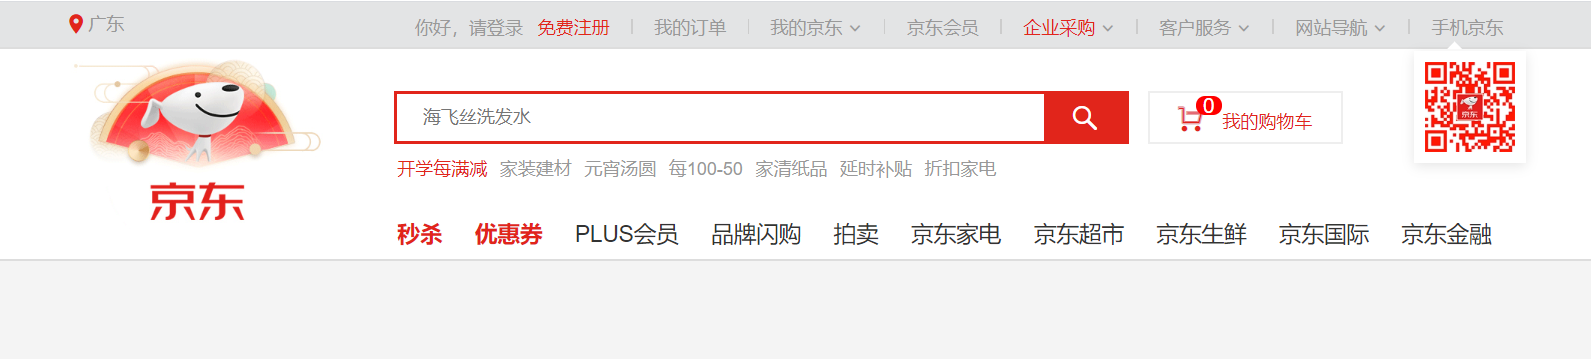 广东 你好，请登录 免费注册 我的订单 我的京东 京东会员 企业采购 客户服务 网站导航 手机京东
海飞丝洗发水 0 我的购物车
京东
开学每满减 家装建材 元宵汤圆 每100-50 家清纸品 延时补贴 折扣家电
京东
秒杀 优惠券 PLUS会员 品牌闪购 拍卖 京东家电 京东超市 京东生鲜 京东国际 京东金融